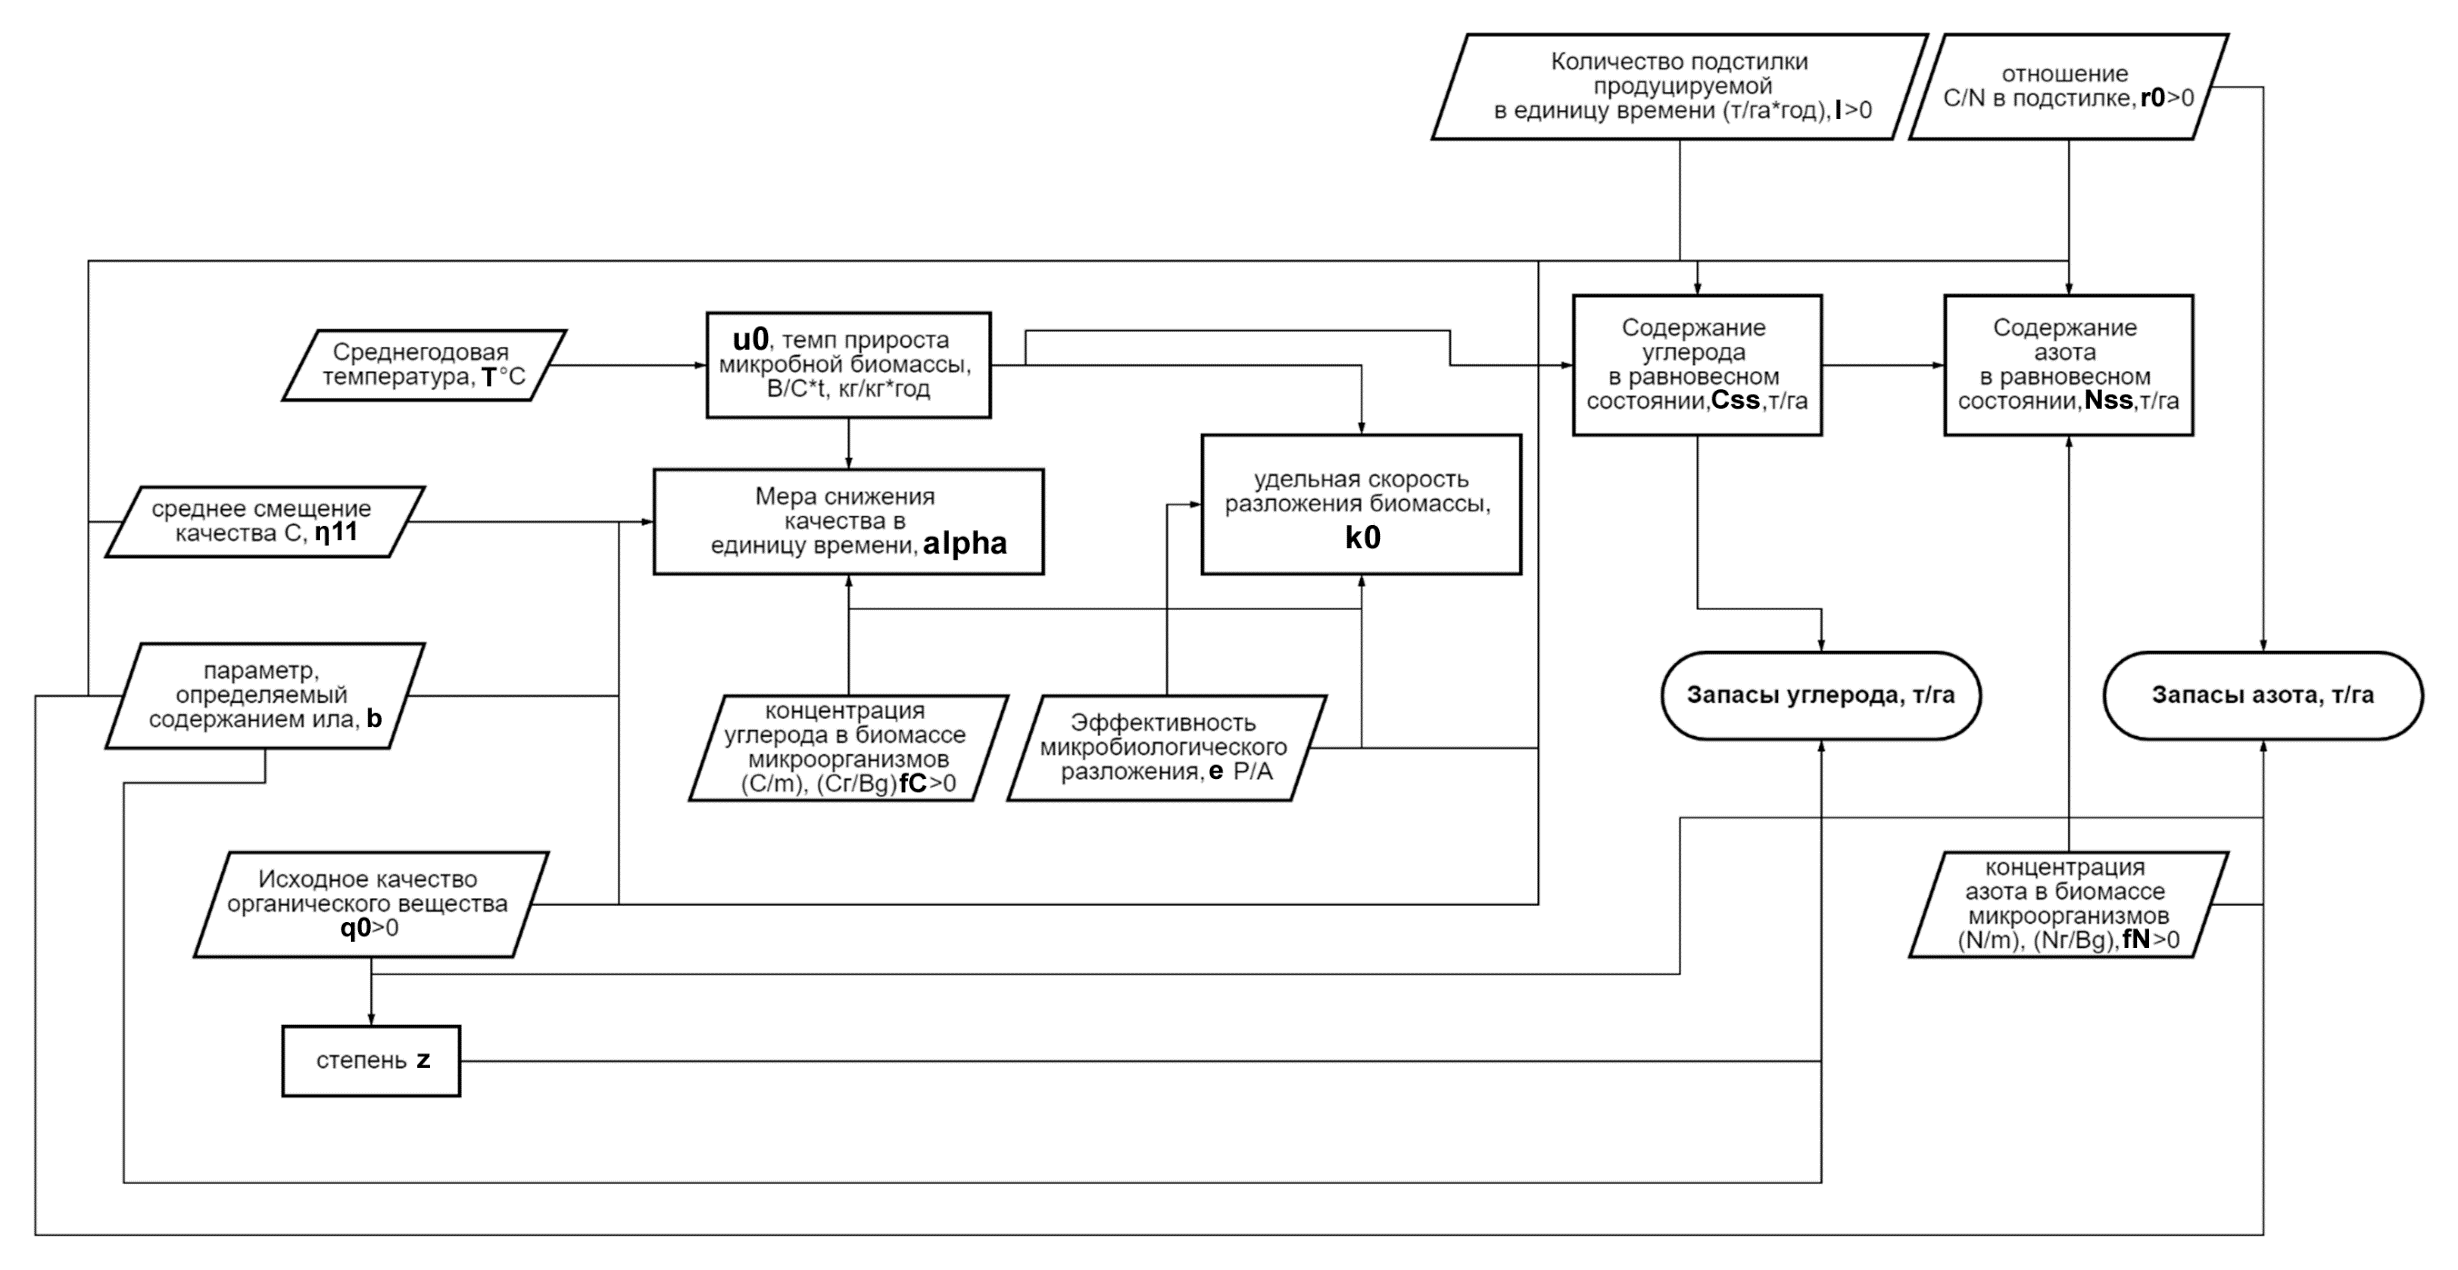 Количество подстилки
продуцируемой
в единицу времени (т/га*год), I>0
отношение
C/N в подстилке, r0>0
Среднегодовая
температура, T°C
u0, темп прироста
микробной биомассы,
B/C*t, кг/кг*год
Содержание
углерода
в равновесном
состоянии,Css,т/га
Содержание
азота
в равновесном
состоянии,Nss,т/га
среднее смещение
качества C, η11
Мера снижения
качества в
единицу времени, alpha
удельная скорость
разложения биомассы,
k0
параметр,
определяемый
содержанием ила, b
концентрация
углерода в биомассе
микроорганизмов
(C/m), (Cг/Bg)fC>0
Эффективность
микробиологического
разложения, e P/A
Запасы углерода, т/га
Запасы азота, т/га
Исходное качество
органического вещества
q0>0
концентрация
азота в биомассе
микроорганизмов
(N/m), (Nг/Bg),fN>0
степень z